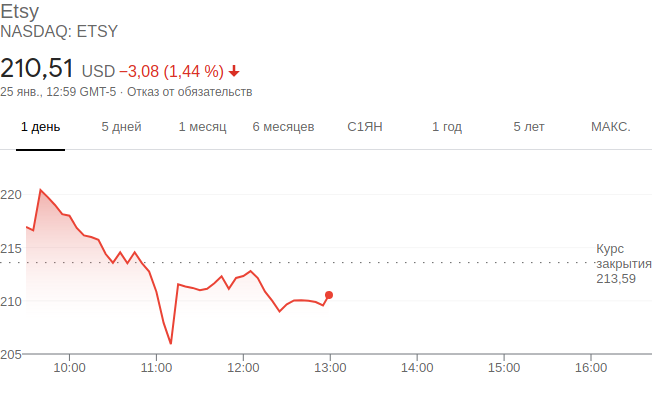 Etsy
NASDAQ: ETSY
210,51 USD −3,08 (1,44 %)
25 янв., 12:59 GMT-5 · Отказ от обязательств
1 день 5 дней 1 месяц 6 месяцев С1ЯН 1 год 5 лет МАКС.
220
215
210
205
Курс
закрытия
213,59
10:00 11:00 12:00 13:00 14:00 15:00 16:00